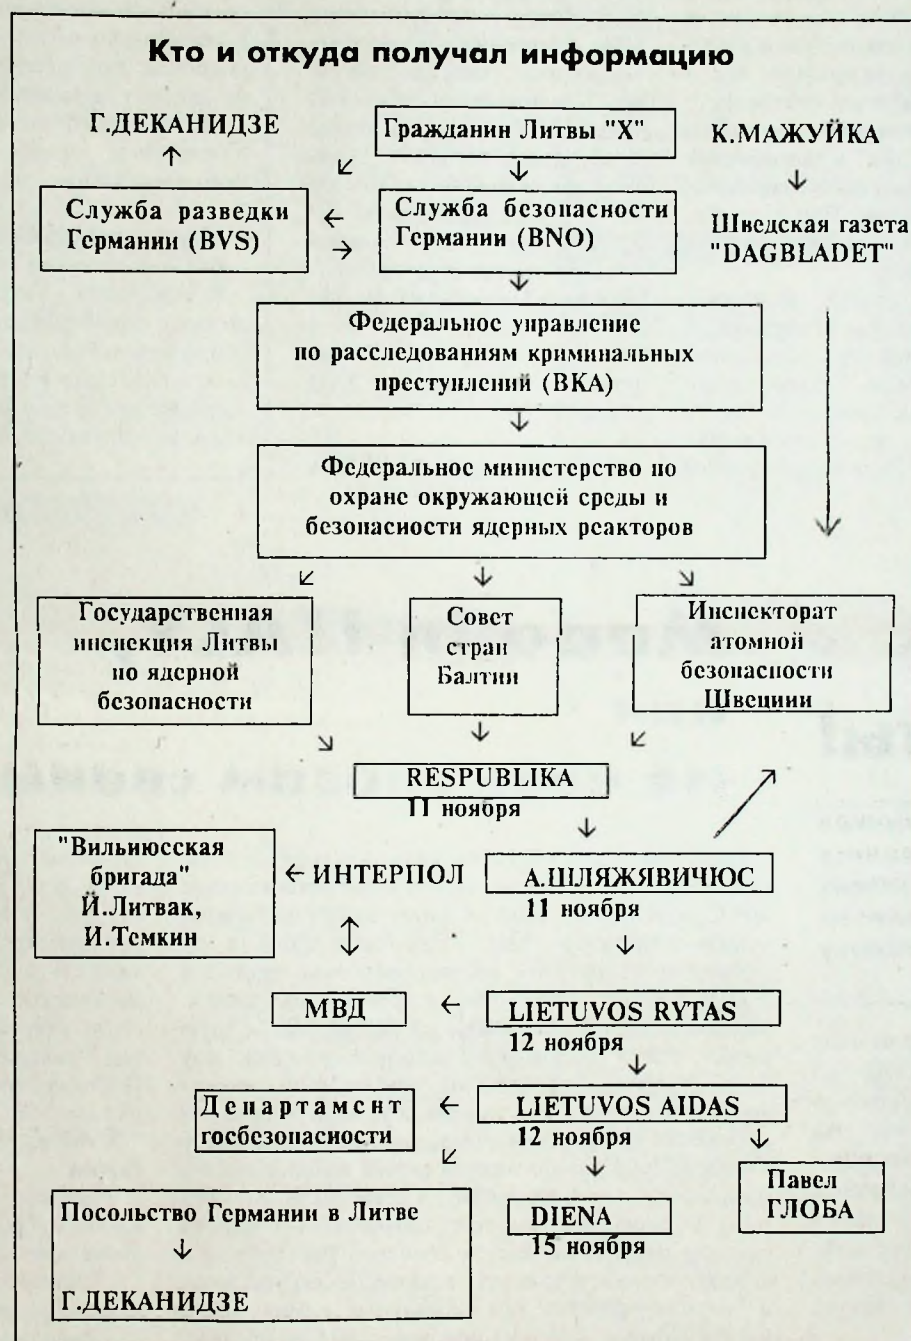 Кто и откуда получал информацию
Г.ДЕКАНИДЗЕ
Гражданин Литвы "X"
К.МАЖУЙКА
Служба разведки
Германии (BVS)
Служба безопасности
Германии (BNO)
Шведская газета
"DAGBLADET"
Федеральное управление
по расследованиям криминальных
преступлений (ВКА)
Федеральное министерство по
охране окружающей среды и
безопасности ядерных реакторов
Государственная
инспекция Литвы
по ядерной
безопасности
Совет
стран
Балтии
Инспекторат
атомной
безопасности
Швециии
RESPUBLIKA
11 ноября
"Вильнюсская
бригада"
Й.Литвак,
И.Темкин
ИНТЕРПОЛ
А.ШЛЯЖЯВИЧЮС
11 ноября
МВД
LIETUVOS RYTAS
12 ноября
Департамент
госбезопасности
LIETUVOS AIDAS
12 ноября
Павел
ГЛОБА
Посольство Германии в Литве
Г.ДЕКАНИДЗЕ
DIENA
15 ноября